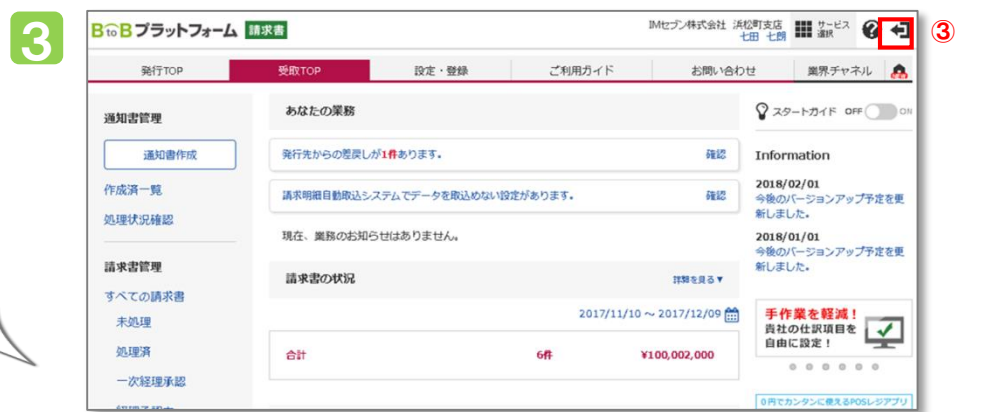 3
BtoBプラットフォーム 請求書
IMセブン株式会社 浜松町支店
七田 七朗
サービス
選択
?
③
発行TOP 受取TOP 設定・登録 ご利用ガイド お問い合わせ 業界チャネル
通知書管理
通知書作成
作成済一覧
処理状況確認
請求書管理
すべての請求書
未処理
処理済
一次経理承認
あなたの業務
発行先からの差戻しが1件あります。 確認
請求明細自動取込システムでデータを取込めない設定があります。 確認
現在、業務のお知らせはありません。
請求書の状況 詳細を見る▼
2017/11/10 ～ 2017/12/09
合計 6件 ¥100,002,000
スタートガイド OFF ON
Information
2018/02/01
今後のバージョンアップ予定を更
新しました。
2018/01/01
今後のバージョンアップ予定を更
新しました。
手作業を軽減！
貴社の仕訳項目を
自由に設定！
0円でカンタンに使えるPOSレジアプリ